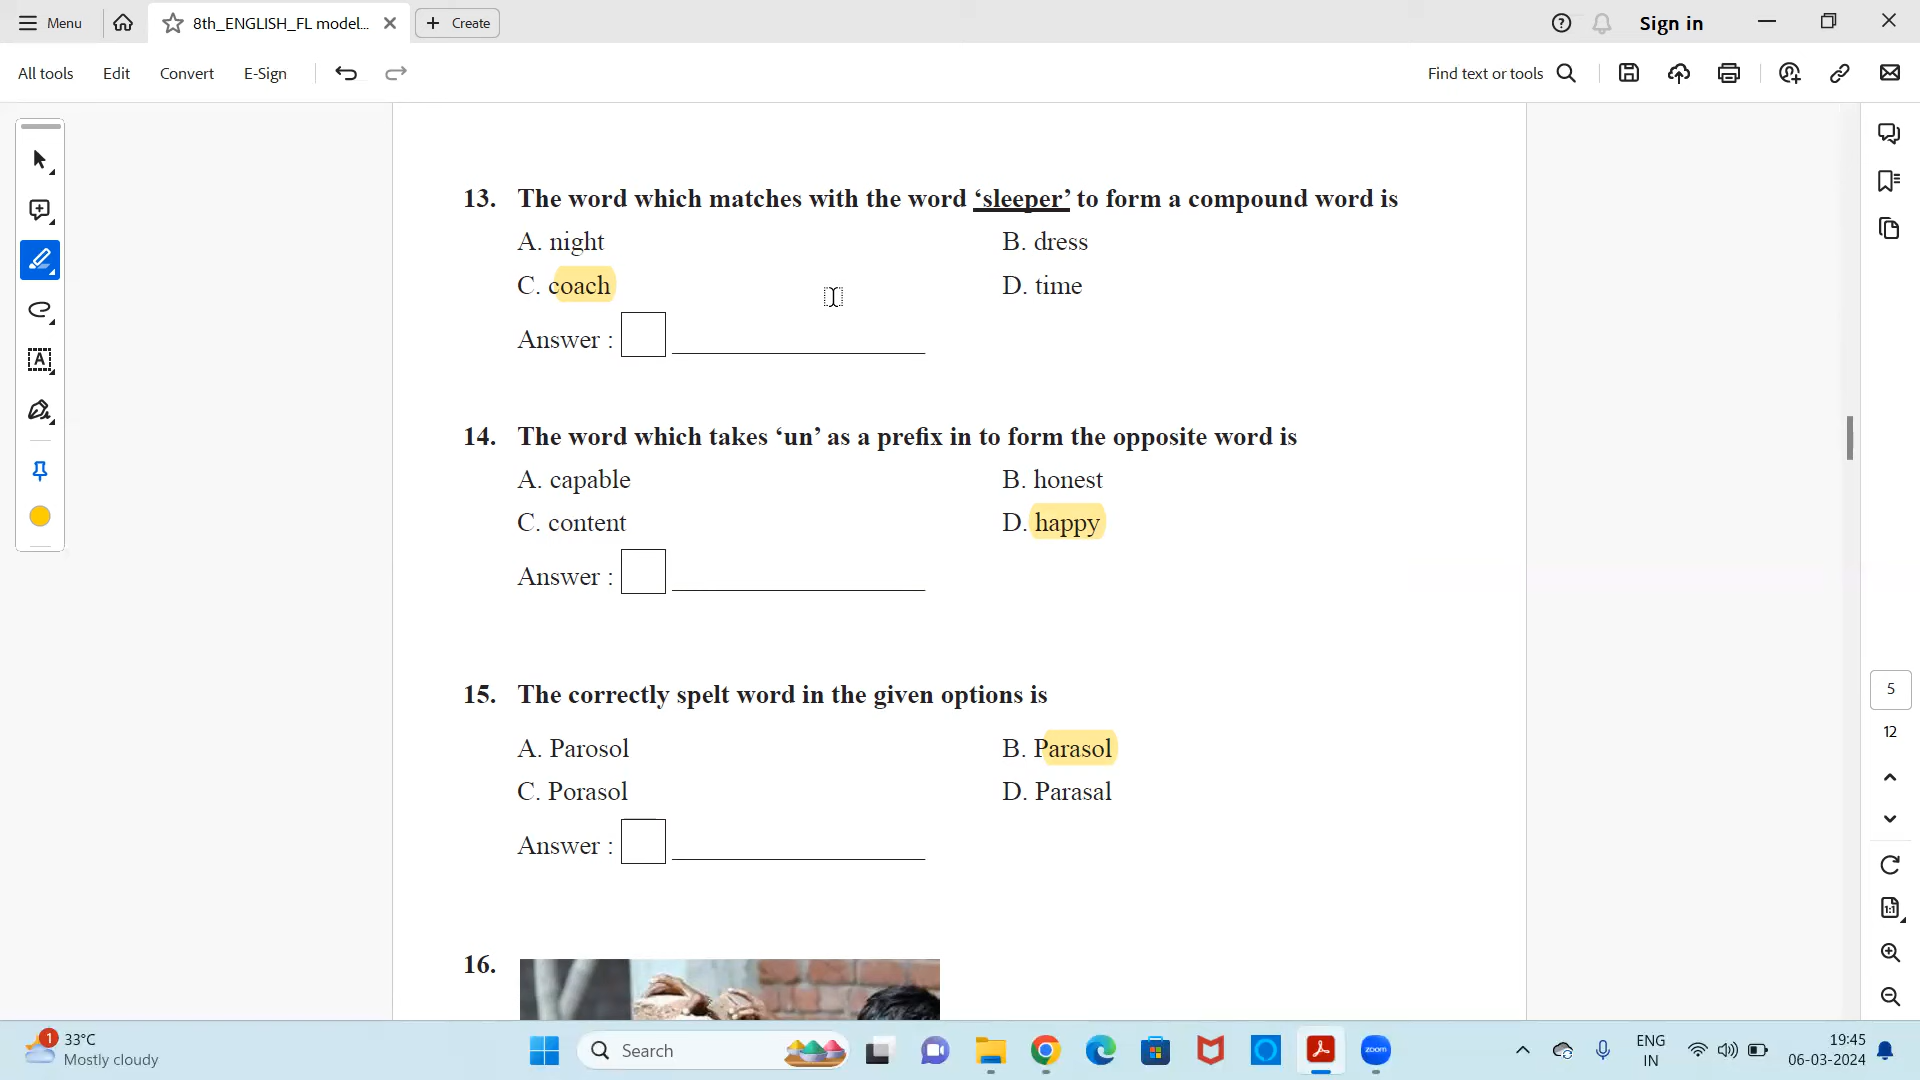 Menu
8th_ENGLISH_FL model...
Create
Sign in
All tools
Edit
Convert
E-Sign
Find text or tools
13. The word which matches with the word ‘sleeper’ to form a compound word is
A. night
B. dress
C. coach
D. time
Answer :
14. The word which takes ‘un’ as a prefix in to form the opposite word is
A. capable
B. honest
C. content
D. happy
Answer :
15. The correctly spelt word in the given options is
A. Parosol
B. Parasol
C. Porasol
D. Parasal
Answer :
16.
5
12
1:1
1
33°C
Mostly cloudy
Search
zoom
ENG
IN
19:45
06-03-2024